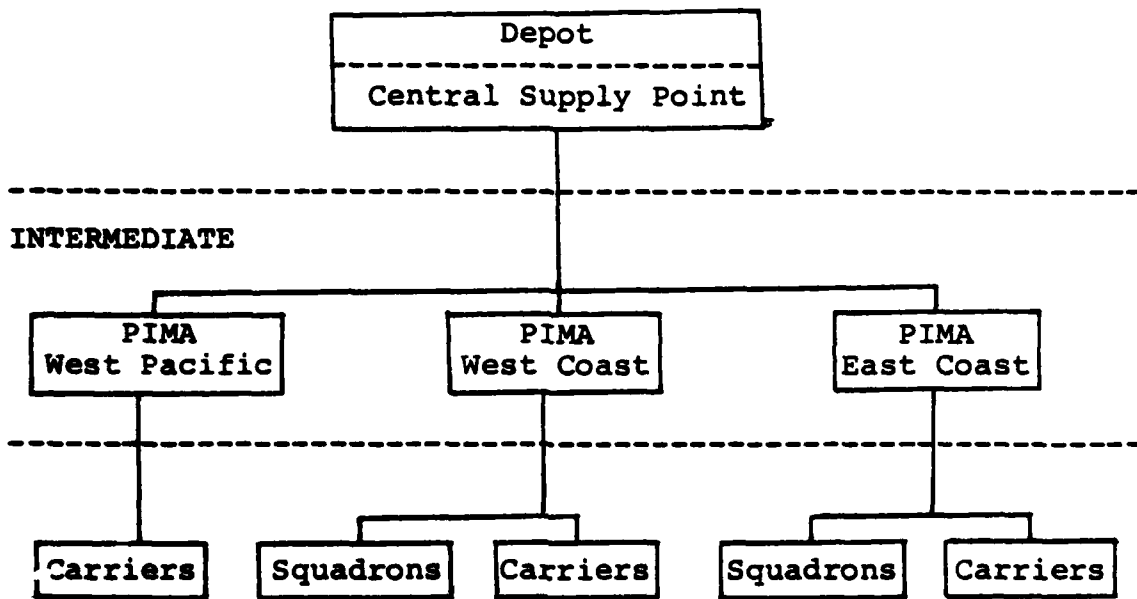 Depot
Central Supply Point
INTERMEDIATE
PIMA
West Pacific
PIMA
West Coast
PIMA
East Coast
Carriers
Squadrons
Carriers
Squadrons
Carriers